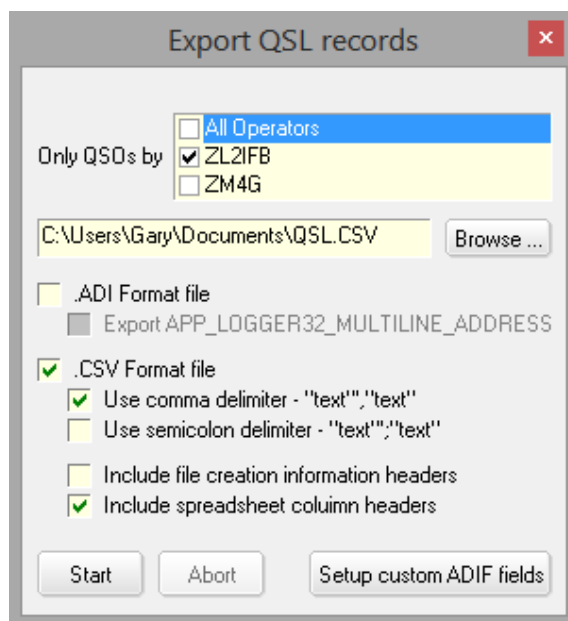 Export QSL records
All Operators
Only QSOs by ZL2IFB
ZM4G
C:\Users\Gary\Documents\QSL.CSV Browse ...
.ADI Format file
Export APP_LOGGER32_MULTILINE_ADDRESS
.CSV Format file
Use comma delimiter - "text'","text"
Use semicolon delimiter - "text'";"text"
Include file creation information headers
Include spreadsheet coluimn headers
Start Abort Setup custom ADIF fields